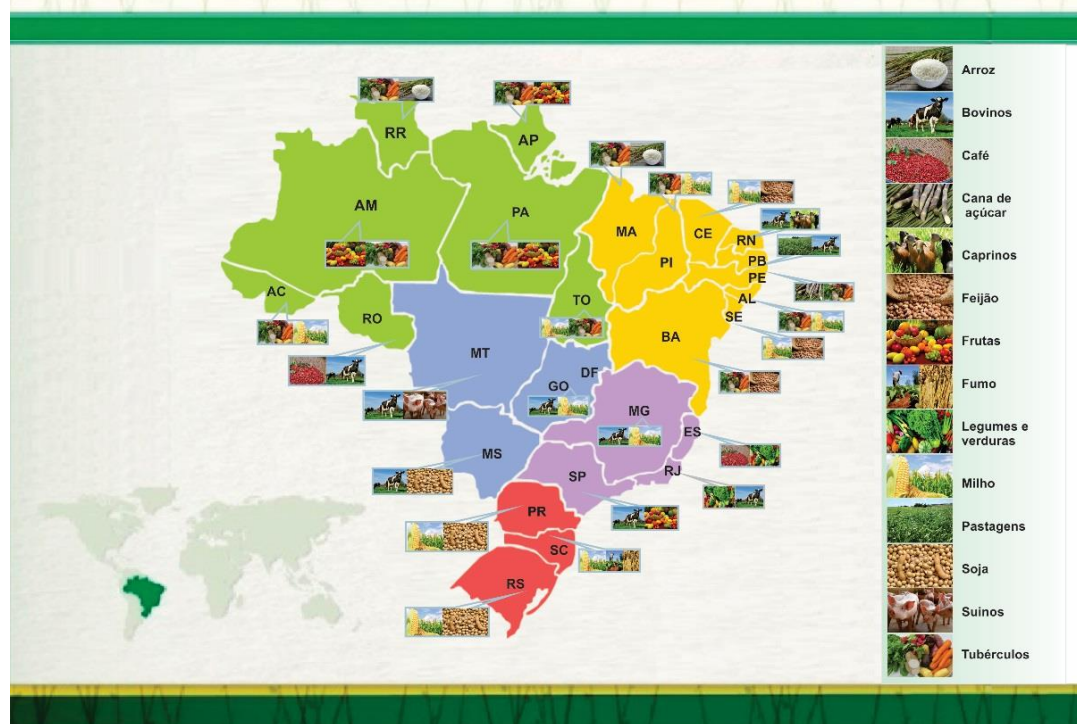 RR
AP
AM
PA
MA
CE
RN
PB
PE
PI
AL
SE
AC
RO
TO
BA
MT
DF
GO
MG
ES
MS
SP
RJ
PR
SC
RS
Arroz
Bovinos
Café
Cana de
açúcar
Caprinos
Feijão
Frutas
Fumo
Legumes e
verduras
Milho
Pastagens
Soja
Suinos
Tubérculos